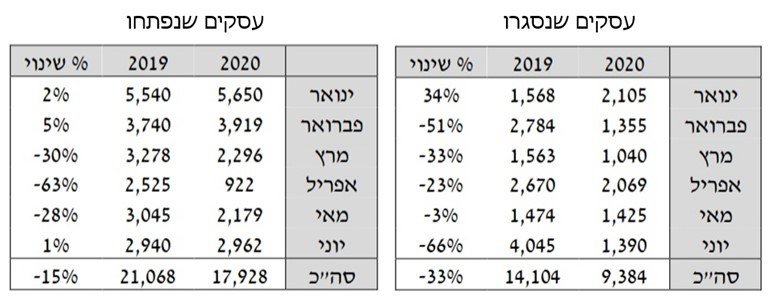 עסקים שנסגרו
2020 2019 % שינוי
ינואר 2,105 1,568 34%
פברואר 1,355 2,784 -51%
מרץ 1,040 1,563 -33%
אפריל 2,069 2,670 -23%
מאי 1,425 1,474 -3%
יוני 1,390 4,045 -66%
סה"כ 9,384 14,104 -33%
עסקים שנפתחו
2020 2019 % שינוי
ינואר 5,650 5,540 2%
פברואר 3,919 3,740 5%
מרץ 2,296 3,278 -30%
אפריל 922 2,525 -63%
מאי 2,179 3,045 -28%
יוני 2,962 2,940 1%
סה"כ 17,928 21,068 -15%